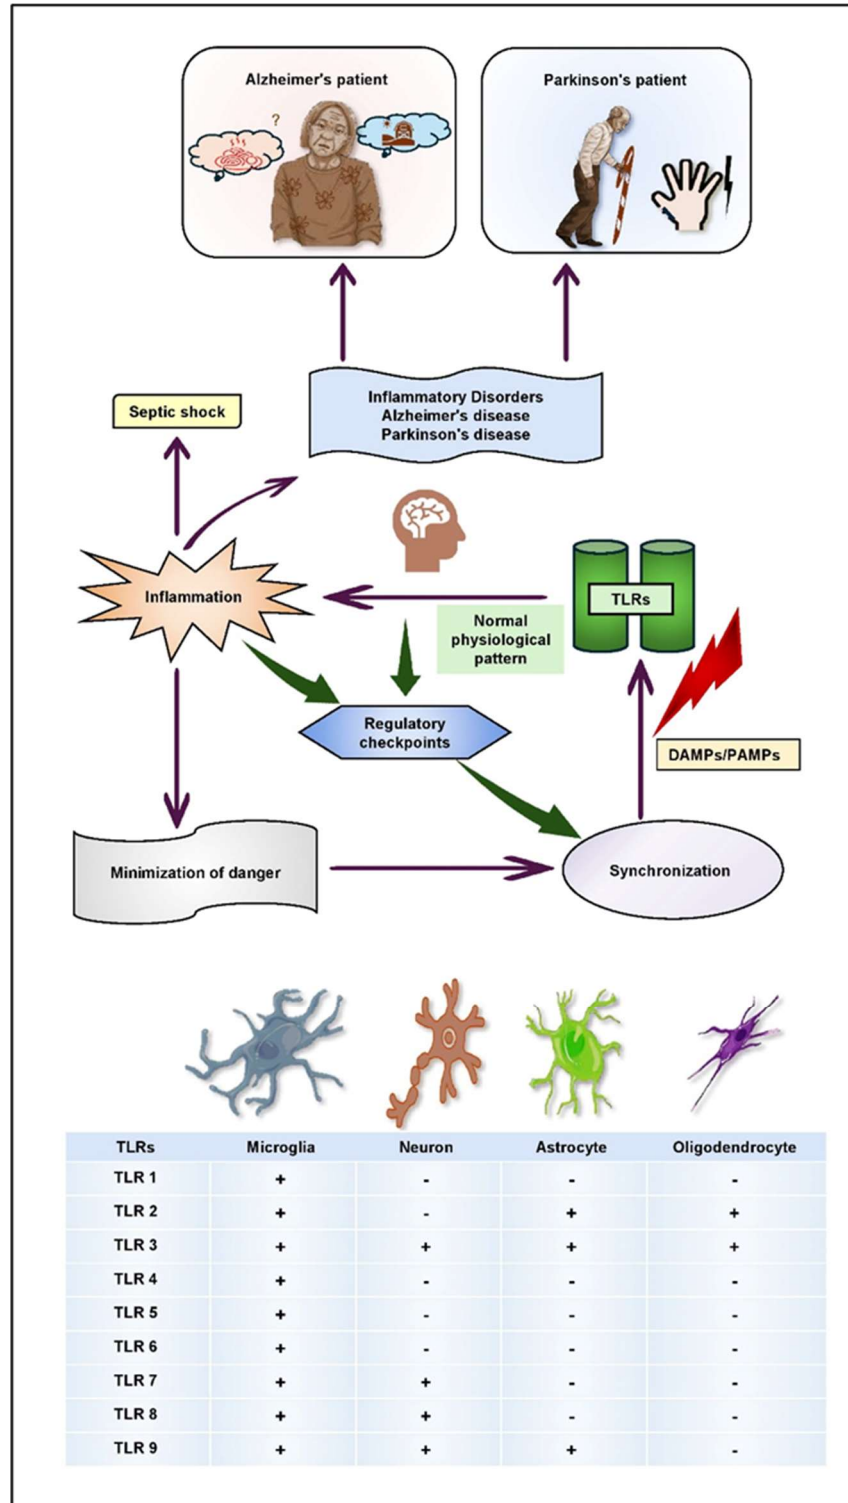 Alzheimer's patient
Parkinson's patient
?
Inflammatory Disorders
Alzheimer's disease
Parkinson's disease
Septic shock
Inflammation
TLRs
Normal
physiological
pattern
Regulatory
checkpoints
DAMPs/PAMPs
Minimization of danger
Synchronization
TLRs Microglia Neuron Astrocyte Oligodendrocyte
TLR 1 + - - -
TLR 2 + - + +
TLR 3 + + + +
TLR 4 + - - -
TLR 5 + - - -
TLR 6 + - - -
TLR 7 + + - -
TLR 8 + + - -
TLR 9 + + + -